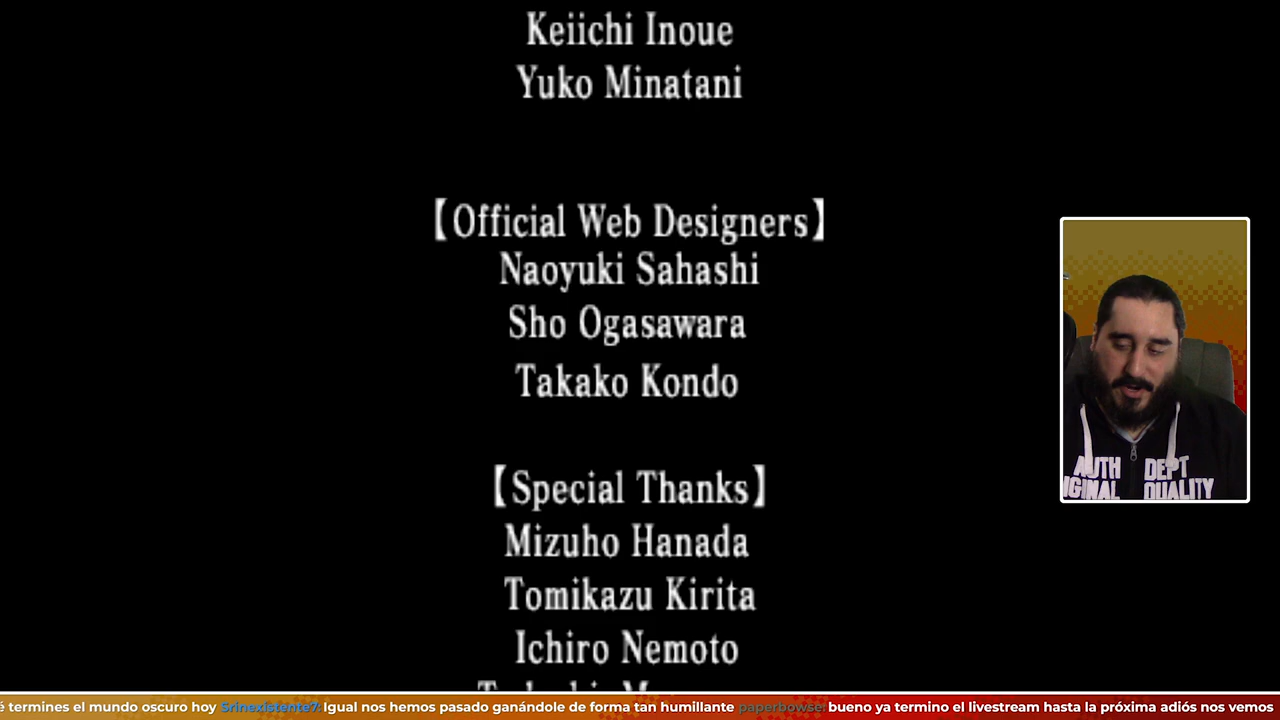 Keiichi Inoue
Yuko Minatani
【Official Web Designers】
Naoyuki Sahashi
Sho Ogasawara
Takako Kondo
【Special Thanks】
Mizuho Hanada
Tomikazu Kirita
Ichiro Nemoto
AUTH DEPT
IGINAL QUALITY
é termines el mundo oscuro hoy Srinexistente7: Igual nos hemos pasado ganándole de forma tan humillante paperbowse: bueno ya termino el livestream hasta la próxima adiós nos vemos